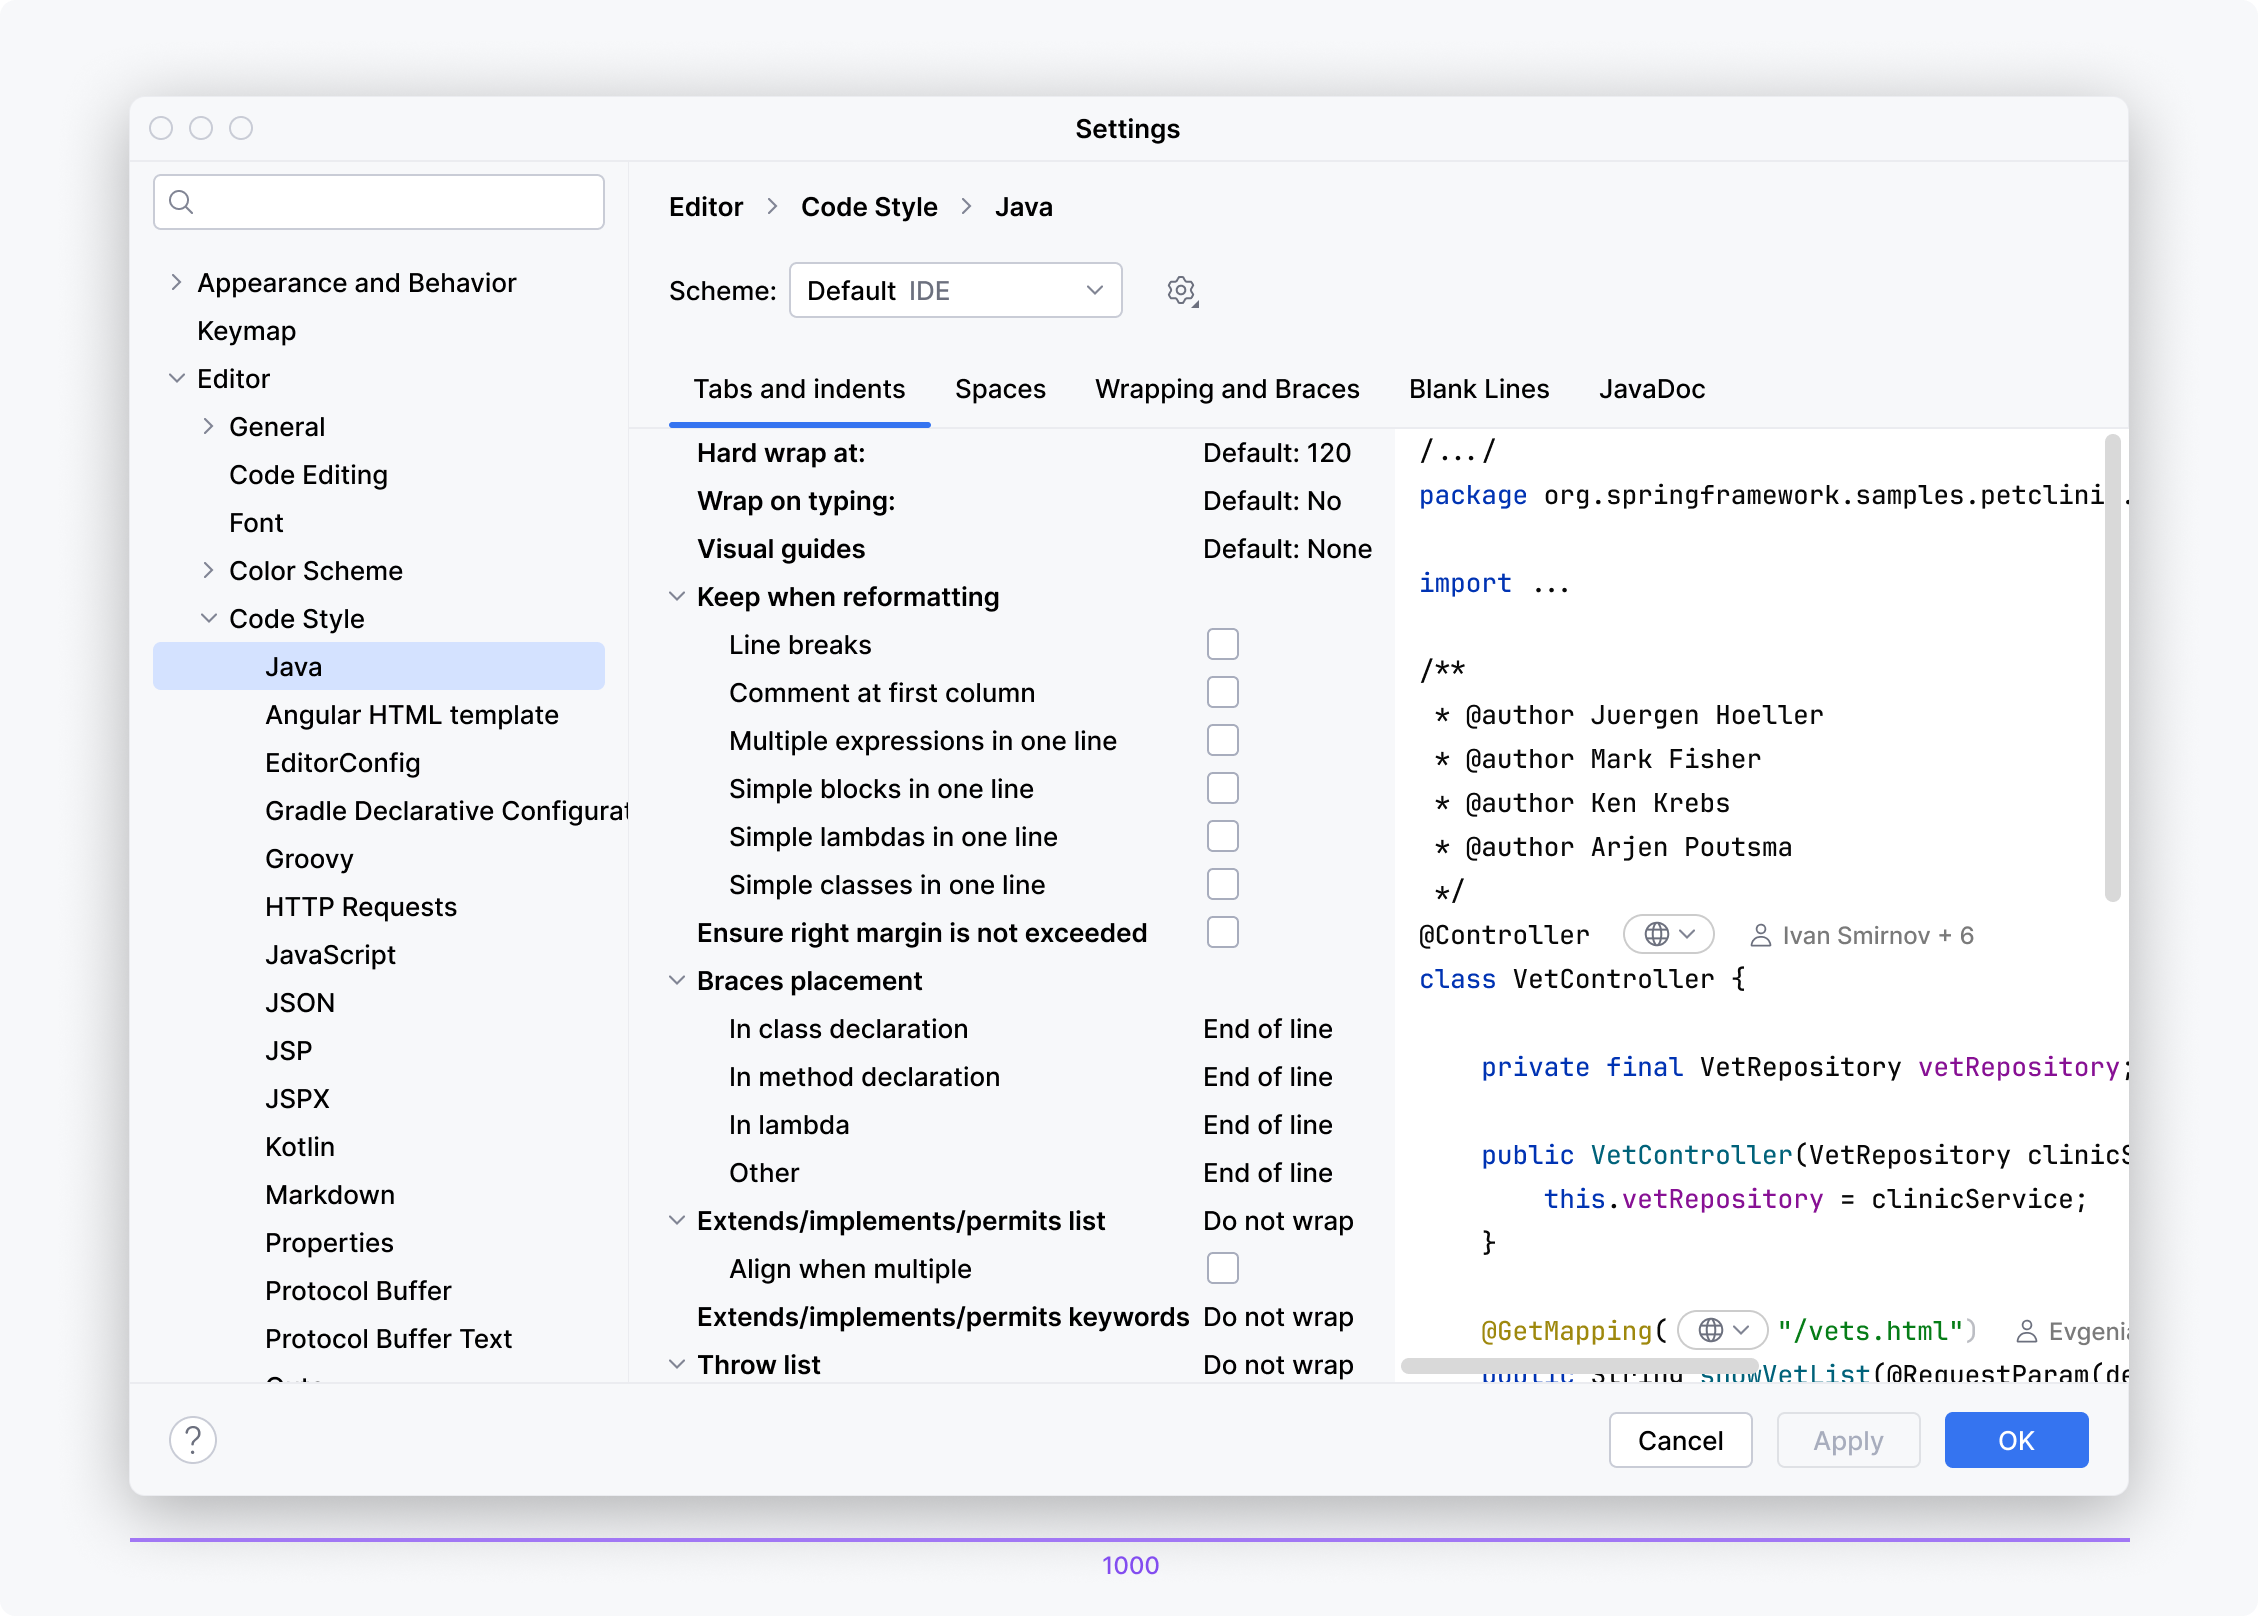 Settings
Appearance and Behavior
Keymap
Editor
General
Code Editing
Font
Color Scheme
Code Style
Java
Angular HTML template
EditorConfig
Gradle Declarative Configurat
Groovy
HTTP Requests
JavaScript
JSON
JSP
JSPX
Kotlin
Markdown
Properties
Protocol Buffer
Protocol Buffer Text
Editor > Code Style > Java
Scheme: Default IDE
Tabs and indents Spaces Wrapping and Braces Blank Lines JavaDoc
Hard wrap at: Default: 120
Wrap on typing: Default: No
Visual guides Default: None
Keep when reformatting
Line breaks
Comment at first column
Multiple expressions in one line
Simple blocks in one line
Simple lambdas in one line
Simple classes in one line
Ensure right margin is not exceeded
Braces placement
In class declaration End of line
In method declaration End of line
In lambda End of line
Other End of line
Extends/implements/permits list Do not wrap
Align when multiple
Extends/implements/permits keywords Do not wrap
Throw list Do not wrap
/.../
package org.springframework.samples.petclini.
import ...
/**
* @author Juergen Hoeller
* @author Mark Fisher
* @author Ken Krebs
* @author Arjen Poutsma
*/
@Controller Ivan Smirnov + 6
class VetController {
private final VetRepository vetRepository;
public VetController(VetRepository clinicS
this.vetRepository = clinicService;
}
@GetMapping( "/vets.html") Evgenia
public String showVetList(@RequestParam(de
? Cancel Apply OK
1000